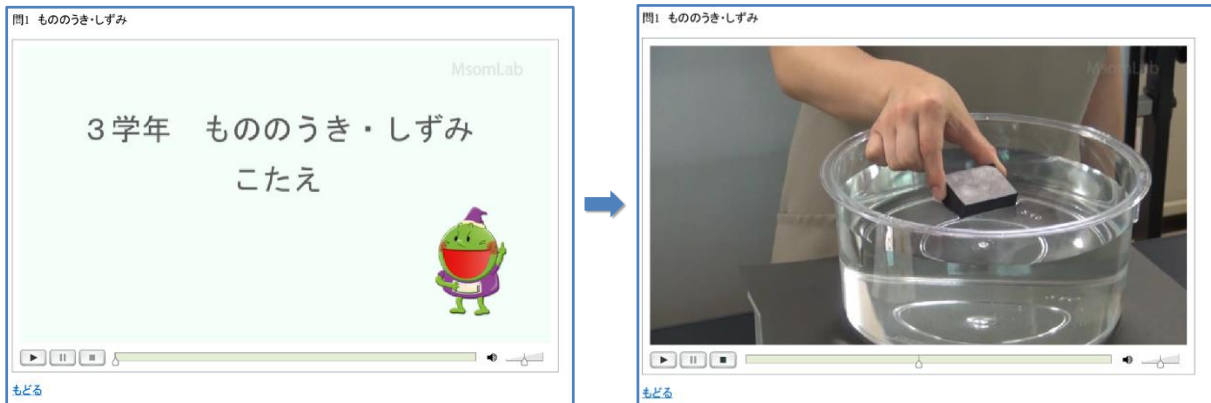 問1 もののうき・しずみ
MsomLab
3学年 もののうき・しずみ
こたえ
もどる
問1 もののうき・しずみ
MsomLab
もどる